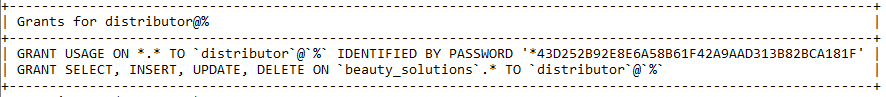 Grants for distributor@%
GRANT USAGE ON *.* TO `distributor`@`%` IDENTIFIED BY PASSWORD '*43D252B92E8E6A58B61F42A9AAD313B82BCA181F'
GRANT SELECT, INSERT, UPDATE, DELETE ON `beauty_solutions`.* TO `distributor`@`%`